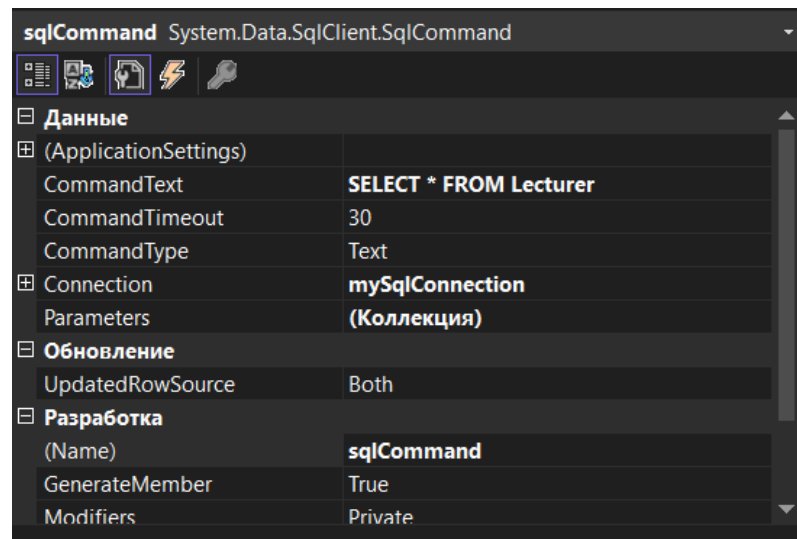 sqlCommand System.Data.SqlClient.SqlCommand
Данные
(ApplicationSettings)
CommandText SELECT * FROM Lecturer
CommandTimeout 30
CommandType Text
Connection mySqlConnection
Parameters (Коллекция)
Обновление
UpdatedRowSource Both
Разработка
(Name) sqlCommand
GenerateMember True
Modifiers Private